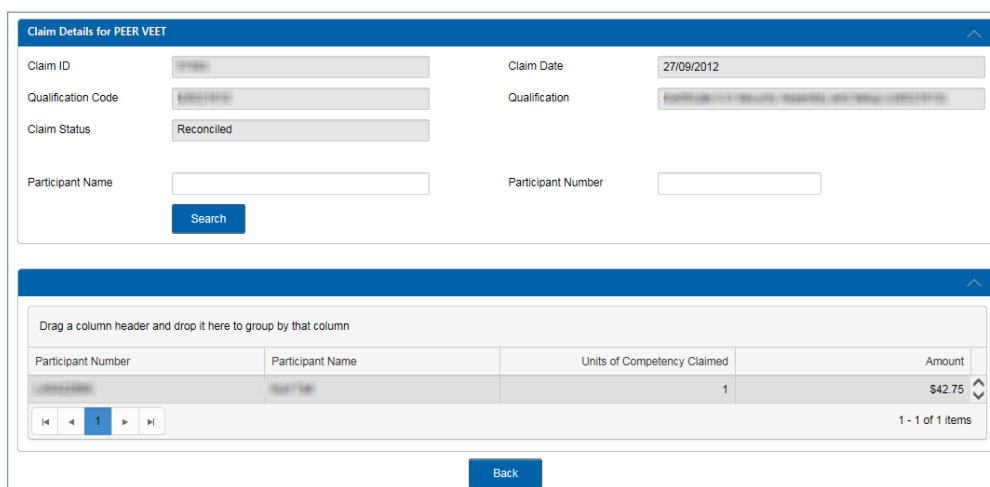 Claim Details for PEER VEET
Claim ID Claim Date 27/09/2012
Qualification Code Qualification
Claim Status Reconciled
Participant Name Participant Number
Search
Drag a column header and drop it here to group by that column
Participant Number Participant Name Units of Competency Claimed Amount
1 $42.75
1 1 - 1 of 1 items
Back